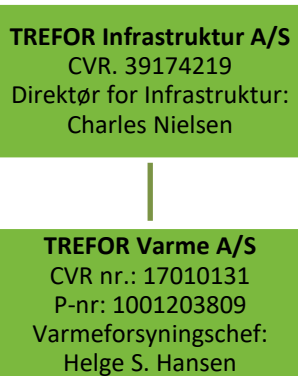 TREFOR Infrastruktur A/S
CVR. 39174219
Direktør for Infrastruktur:
Charles Nielsen
TREFOR Varme A/S
CVR nr.: 17010131
P-nr: 1001203809
Varmeforsyningschef:
Helge S. Hansen